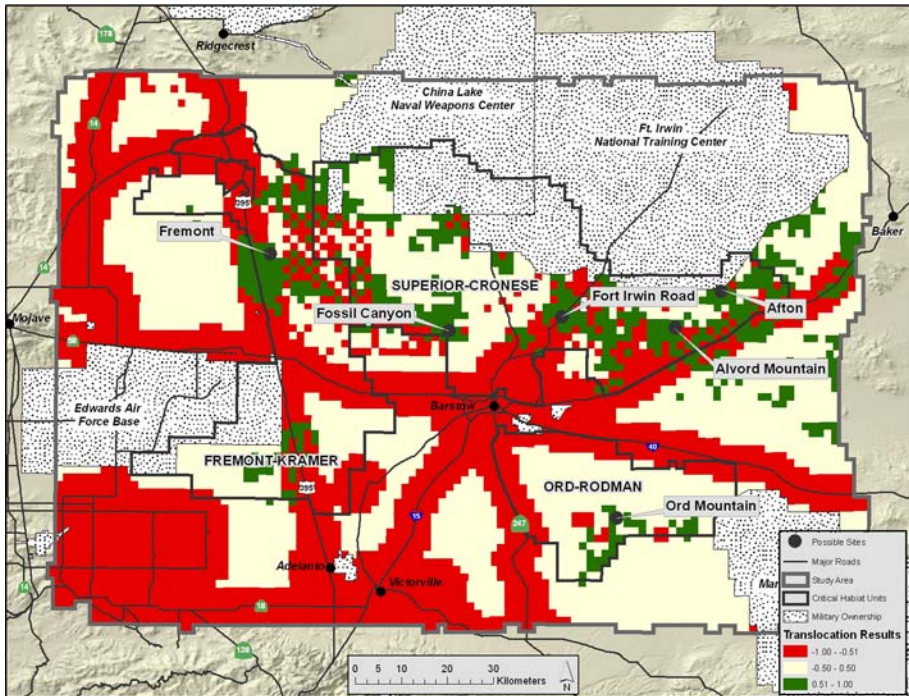 178
Ridgecrest
China Lake
Naval Weapons Center
Ft. Irwin
National Training Center
14
395
Baker
Fremont
14
SUPERIOR-CRONESE
Fort Irwin Road
Afton
Mojave
Fossil Canyon
58
Alvord Mountain
Edwards Air
Force Base
Barstow
40
FREMONT-KRAMER
395
15
ORD-RODMAN
247
Ord Mountain
Adelanto
Victorville
14
18
138
Mar
Possible Sites
Major Roads
Study Area
Critical Habiat Units
Military Ownership
Translocation Results
-1.00 - -0.51
-0.50 - 0.50
0.51 - 1.00
0 5 10 20 30
Kilometers
N